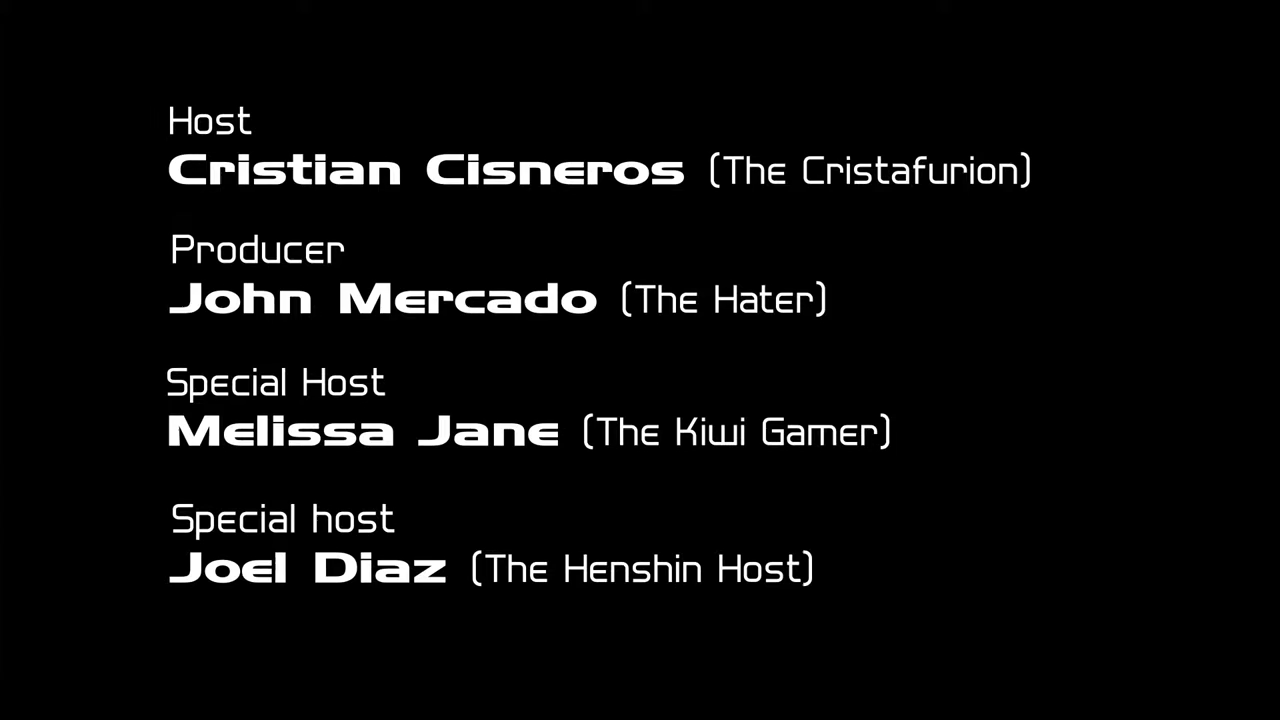 Host
Cristian Cisneros (The Cristafurion)
Producer
John Mercado (The Hater)
Special Host
Melissa Jane (The Kiwi Gamer)
Special host
Joel Diaz (The Henshin Host)